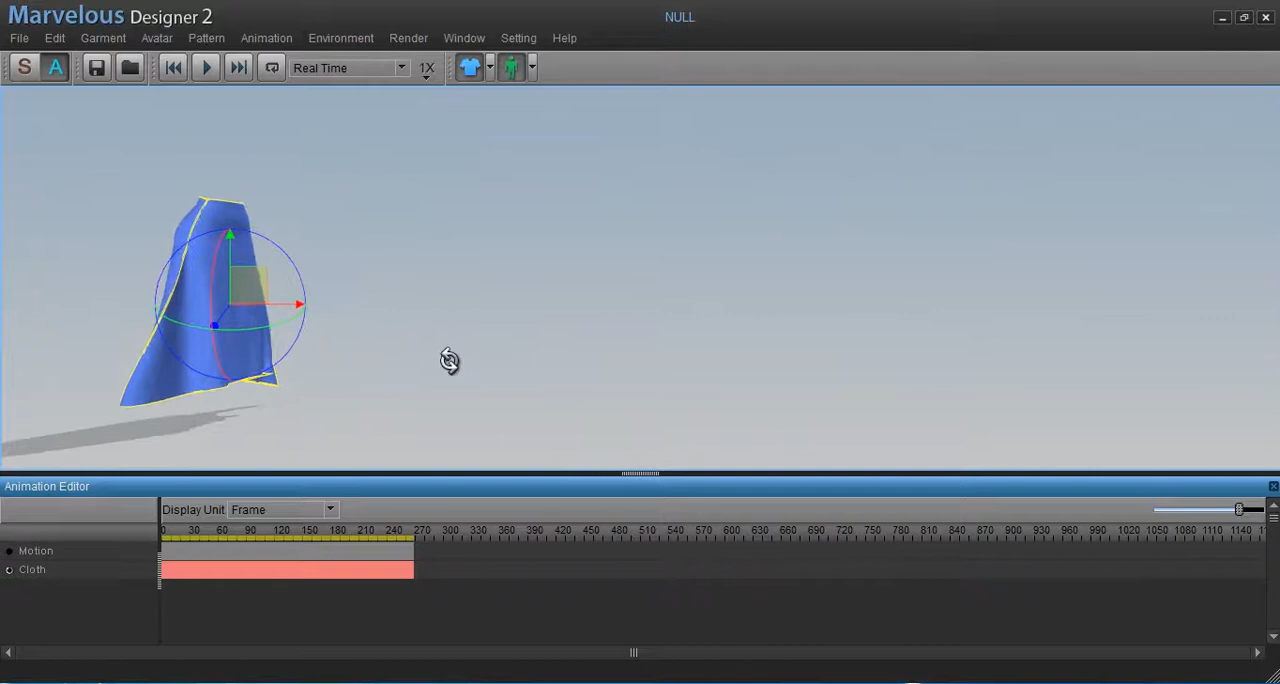 Marvelous Designer 2
NULL
File Edit Garment Avatar Pattern Animation Environment Render Window Setting Help
S A Real Time 1X
Animation Editor
Display Unit Frame
0 30 60 90 120 150 180 210 240 270 300 330 360 390 420 450 480 510 540 570 600 630 660 690 720 750 780 810 840 870 900 930 960 990 1020 1050 1080 1110 1140
Motion
Cloth